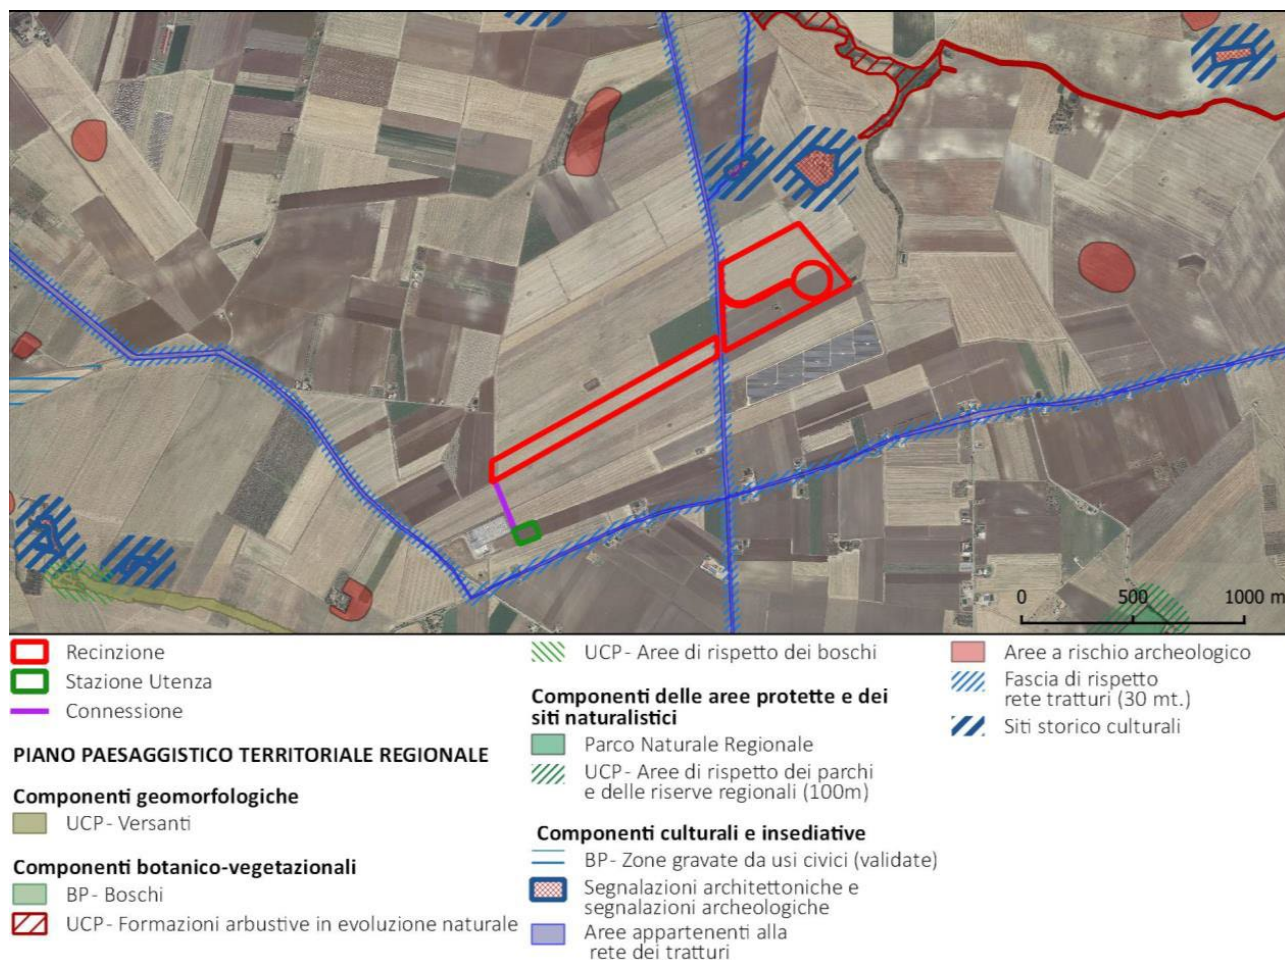 0 500 1000 m
Recinzione
Stazione Utenza
Connessione
PIANO PAESAGGISTICO TERRITORIALE REGIONALE
Componenti geomorfologiche
UCP - Versanti
Componenti botanico-vegetazionali
BP - Boschi
UCP - Formazioni arbustive in evoluzione naturale
UCP - Aree di rispetto dei boschi
Componenti delle aree protette e dei
siti naturalistici
Parco Naturale Regionale
UCP - Aree di rispetto dei parchi
e delle riserve regionali (100m)
Componenti culturali e insediative
BP - Zone gravate da usi civici (validate)
Segnalazioni architettoniche e
segnalazioni archeologiche
Aree appartenenti alla
rete dei tratturi
Aree a rischio archeologico
Fascia di rispetto
rete tratturi (30 mt.)
Siti storico culturali